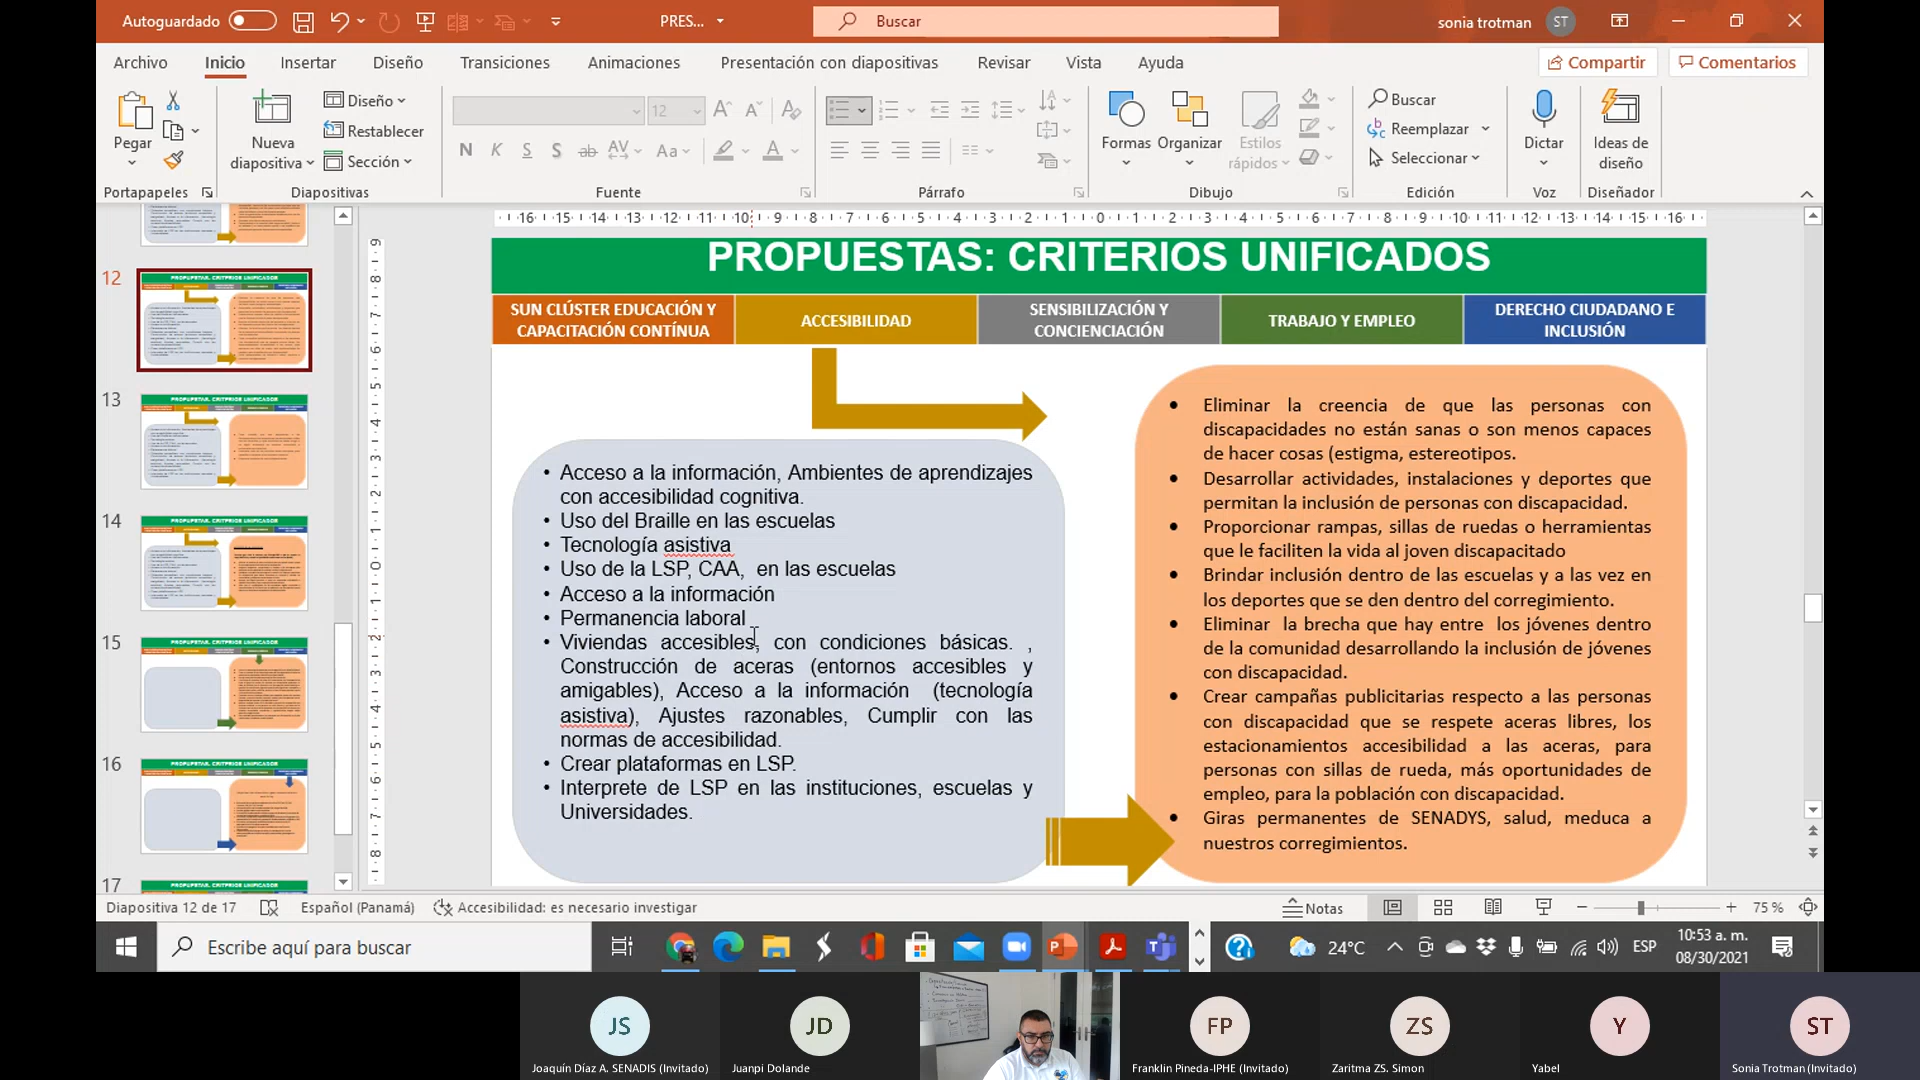 Autoguardado
PRES...
Buscar
sonia trotman
ST
Archivo
Inicio
Insertar
Diseño
Transiciones
Animaciones
Presentación con diapositivas
Revisar
Vista
Ayuda
Compartir
Comentarios
Pegar
Nueva
diapositiva
Diseño
Restablecer
Sección
12
N K S S ab AV Aa A
Formas
Organizar
Estilos
rápidos
Buscar
Reemplazar
Seleccionar
Dictar
Ideas de
diseño
Portapapeles
Diapositivas
Fuente
Párrafo
Dibujo
Edición
Voz
Diseñador
12
13
14
15
16
17
PROPUESTAS: CRITERIOS UNIFICADOS
SUN CLÚSTER EDUCACIÓN Y
CAPACITACIÓN CONTÍNUA
ACCESIBILIDAD
SENSIBILIZACIÓN Y
CONCIENCIACIÓN
TRABAJO Y EMPLEO
DERECHO CIUDADANO E
INCLUSIÓN
• Acceso a la información, Ambientes de aprendizajes
con accesibilidad cognitiva.
• Uso del Braille en las escuelas
• Tecnología asistiva
• Uso de la LSP, CAA, en las escuelas
• Acceso a la información
• Permanencia laboral
• Viviendas accesibles, con condiciones básicas. ,
Construcción de aceras (entornos accesibles y
amigables), Acceso a la información (tecnología
asistiva), Ajustes razonables, Cumplir con las
normas de accesibilidad.
• Crear plataformas en LSP.
• Interprete de LSP en las instituciones, escuelas y
Universidades.
• Eliminar la creencia de que las personas con
discapacidades no están sanas o son menos capaces
de hacer cosas (estigma, estereotipos.
• Desarrollar actividades, instalaciones y deportes que
permitan la inclusión de personas con discapacidad.
• Proporcionar rampas, sillas de ruedas o herramientas
que le faciliten la vida al joven discapacitado
• Brindar inclusión dentro de las escuelas y a las vez en
los deportes que se den dentro del corregimiento.
• Eliminar la brecha que hay entre los jóvenes dentro
de la comunidad desarrollando la inclusión de jóvenes
con discapacidad.
• Crear campañas publicitarias respecto a las personas
con discapacidad que se respete aceras libres, los
estacionamientos accesibilidad a las aceras, para
personas con sillas de rueda, más oportunidades de
empleo, para la población con discapacidad.
• Giras permanentes de SENADYS, salud, meduca a
nuestros corregimientos.
Diapositiva 12 de 17
Español (Panamá)
Accesibilidad: es necesario investigar
Notas
75 %
Escribe aquí para buscar
24°C
ESP
10:53 a. m.
08/30/2021
JS
JD
FP
ZS
Y
ST
Joaquín Díaz A. SENADIS (Invitado)
Juanpi Dolande
Franklin Pineda-IPHE (Invitado)
Zaritma ZS. Simon
Yabel
Sonia Trotman (Invitado)